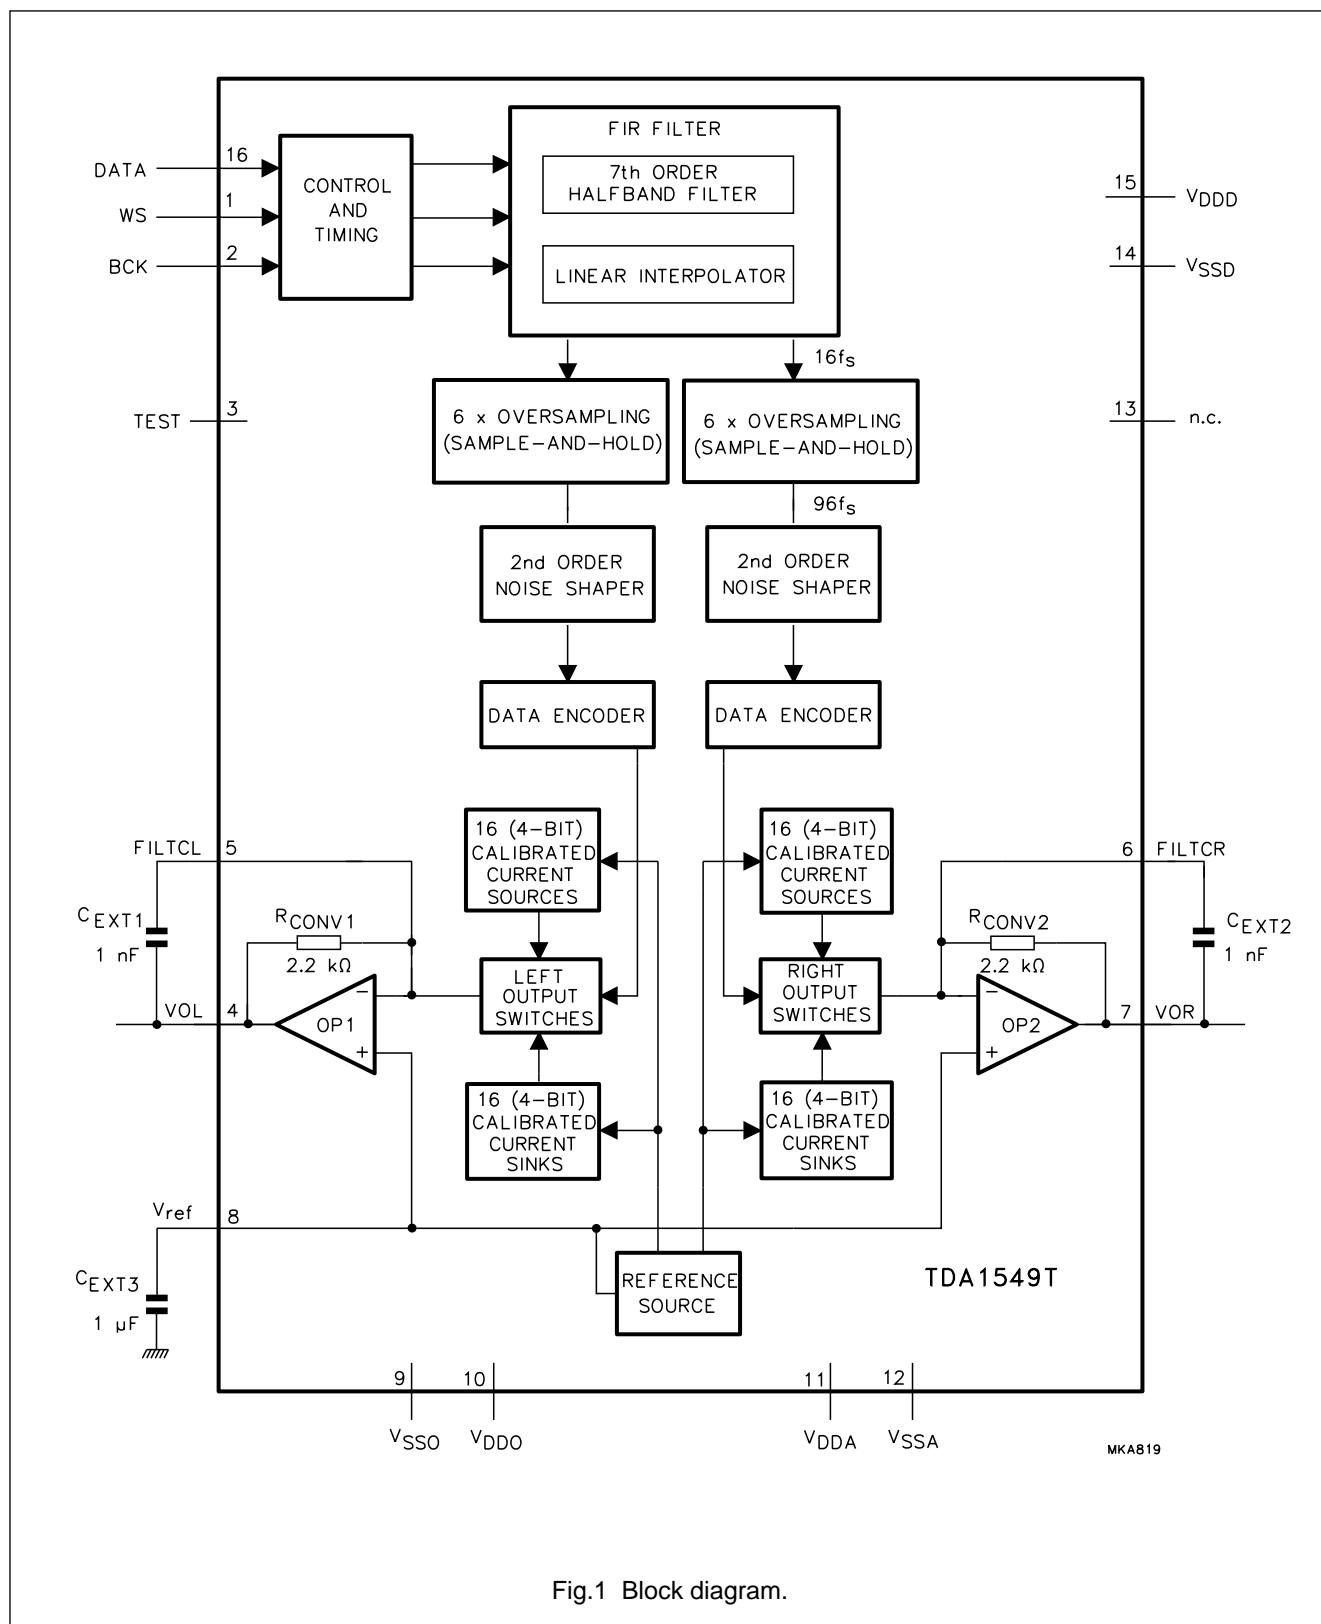 FIR FILTER
7th ORDER
HALFBAND FILTER
LINEAR INTERPOLATOR
CONTROL
AND
TIMING
DATA
16
WS
1
BCK
2
15
VDDD
14
VSSD
16fs
TEST
3
6 x OVERSAMPLING
(SAMPLE-AND-HOLD)
6 x OVERSAMPLING
(SAMPLE-AND-HOLD)
13
n.c.
96fs
2nd ORDER
NOISE SHAPER
2nd ORDER
NOISE SHAPER
DATA ENCODER
DATA ENCODER
16 (4-BIT)
CALIBRATED
CURRENT
SOURCES
16 (4-BIT)
CALIBRATED
CURRENT
SOURCES
FILTCL
5
6
FILTCR
CEXT1
1 nF
RCONV1
2.2 kΩ
LEFT
OUTPUT
SWITCHES
RIGHT
OUTPUT
SWITCHES
RCONV2
2.2 kΩ
CEXT2
1 nF
VOL
4
−
OP1
+
−
OP2
+
7
VOR
16 (4-BIT)
CALIBRATED
CURRENT
SINKS
16 (4-BIT)
CALIBRATED
CURRENT
SINKS
Vref
8
CEXT3
1 μF
REFERENCE
SOURCE
TDA1549T
9
10
11
12
VSSO
VDDO
VDDA
VSSA
MKA819
Fig.1 Block diagram.